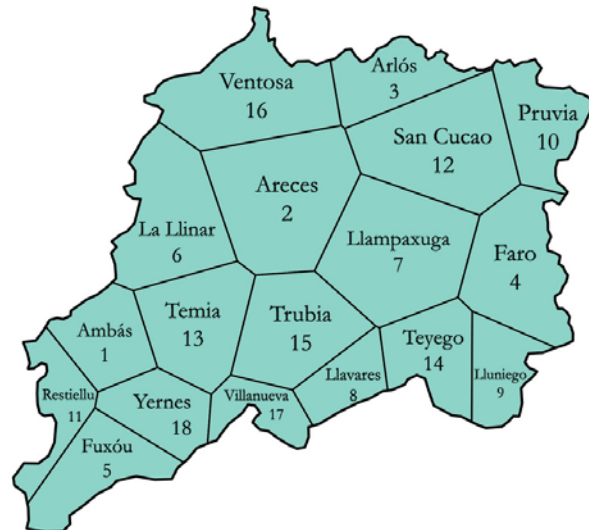 Ventosa
16
Arlós
3
Pruvia
10
San Cucao
12
Areces
2
La Llinar
6
Llampaxuga
7
Faro
4
Temia
13
Trubia
15
Ambás
1
Teyego
14
Lluniego
9
Llavares
8
Restiellu
11
Yernes
18
Villanueva
17
Fuxóu
5